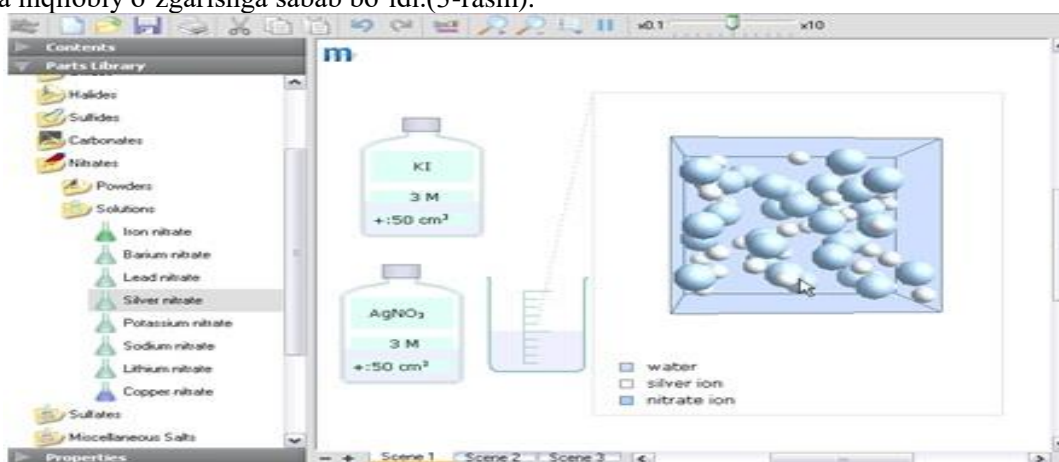 a inqilobiy o'zgarishga sabab bo'ldi.(3-rasm).
x0.1 x10
Contents
Parts Library
Halides
Sulfides
Carbonates
Nitrates
Powders
Solutions
Iron nitrate
Barium nitrate
Lead nitrate
Silver nitrate
Potassium nitrate
Sodium nitrate
Lithium nitrate
Copper nitrate
Sulfates
Miscellaneous Salts
Properties
m
KI
3 M
+:50 cm³
AgNO₃
3 M
+:50 cm³
water
silver ion
nitrate ion
Scene 1 Scene 2 Scene 3